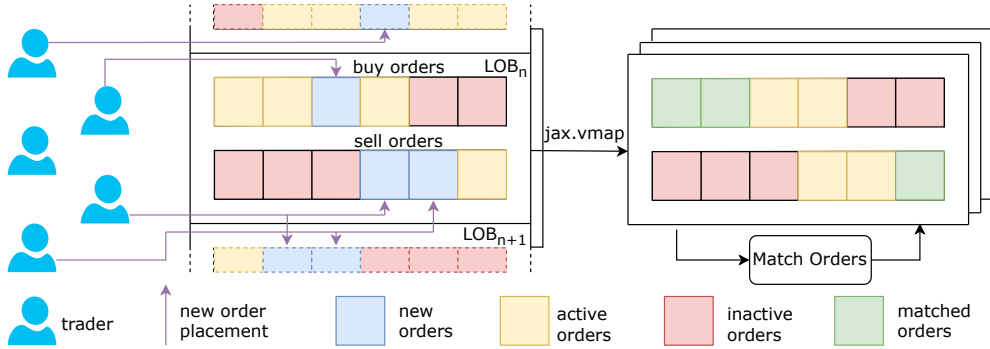 LOBn
buy orders
sell orders
LOBn+1
jax.vmap
Match Orders
trader
new order
placement
new
orders
active
orders
inactive
orders
matched
orders